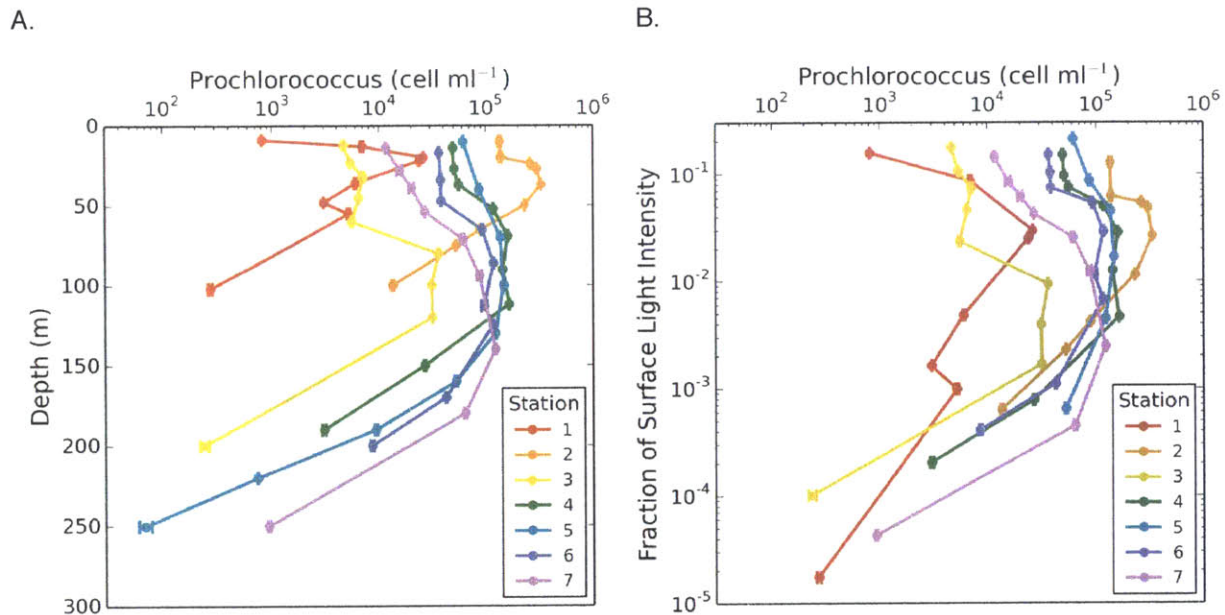 A.
Prochlorococcus (cell ml⁻¹)
10² 10³ 10⁴ 10⁵ 10⁶
0
50
100
150
200
250
300
Depth (m)
Station
1
2
3
4
5
6
7
B.
Prochlorococcus (cell ml⁻¹)
10² 10³ 10⁴ 10⁵ 10⁶
10⁻¹
10⁻²
10⁻³
10⁻⁴
10⁻⁵
Fraction of Surface Light Intensity
Station
1
2
3
4
5
6
7